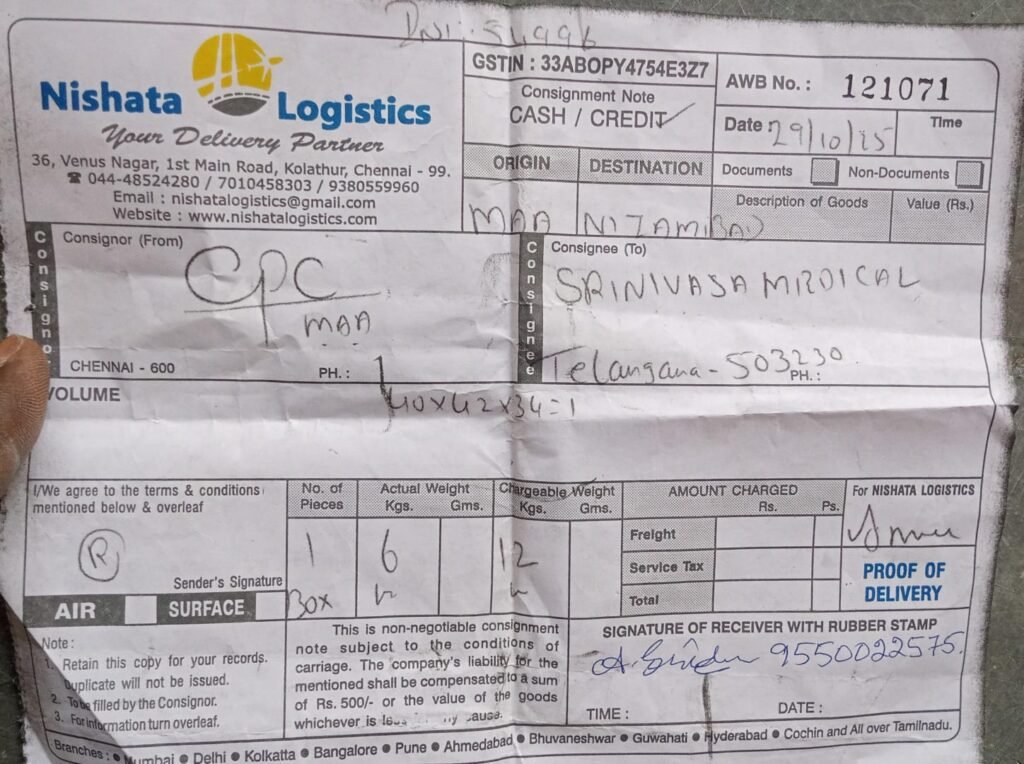 Nishata Logistics
Your Delivery Partner
36, Venus Nagar, 1st Main Road, Kolathur, Chennai - 99.
☎ 044-48524280 / 7010458303 / 9380559960
Email : nishatalogistics@gmail.com
Website : www.nishatalogistics.com
GSTIN : 33ABOPY4754E3Z7
Consignment Note
CASH / CREDIT
AWB No. : 121071
Date : 29/10/25
Time
ORIGIN
DESTINATION
MAA
NIZAMBAD
Documents
Non-Documents
Description of Goods
Value (Rs.)
Consignor
Consignor (From)
CPC
MAA
CHENNAI - 600
PH. :
Consignee
Consignee (To)
SRINIVASA MEDICAL
Telangana - 503230
PH. :
VOLUME
40x42x34=1
I/We agree to the terms & conditions
mentioned below & overleaf
R
Sender's Signature
AIR
SURFACE
No. of Pieces
Actual Weight
Kgs. Gms.
Chargeable Weight
Kgs. Gms.
1
BOX
6
12
AMOUNT CHARGED
Rs. Ps.
Freight
Service Tax
Total
For NISHATA LOGISTICS
PROOF OF
DELIVERY
Note :
1. Retain this copy for your records.
Duplicate will not be issued.
2. To be filled by the Consignor.
3. For information turn overleaf.
This is non-negotiable consignment
note subject to the conditions of
carriage. The company's liability for the
mentioned shall be compensated to a sum
of Rs. 500/- or the value of the goods
whichever is less cause.
SIGNATURE OF RECEIVER WITH RUBBER STAMP
9550022575.
TIME :
DATE :
Branches : ● Mumbai ● Delhi ● Kolkatta ● Bangalore ● Pune ● Ahmedabad ● Bhuvaneshwar ● Guwahati ● Hyderabad ● Cochin and All over Tamilnadu.